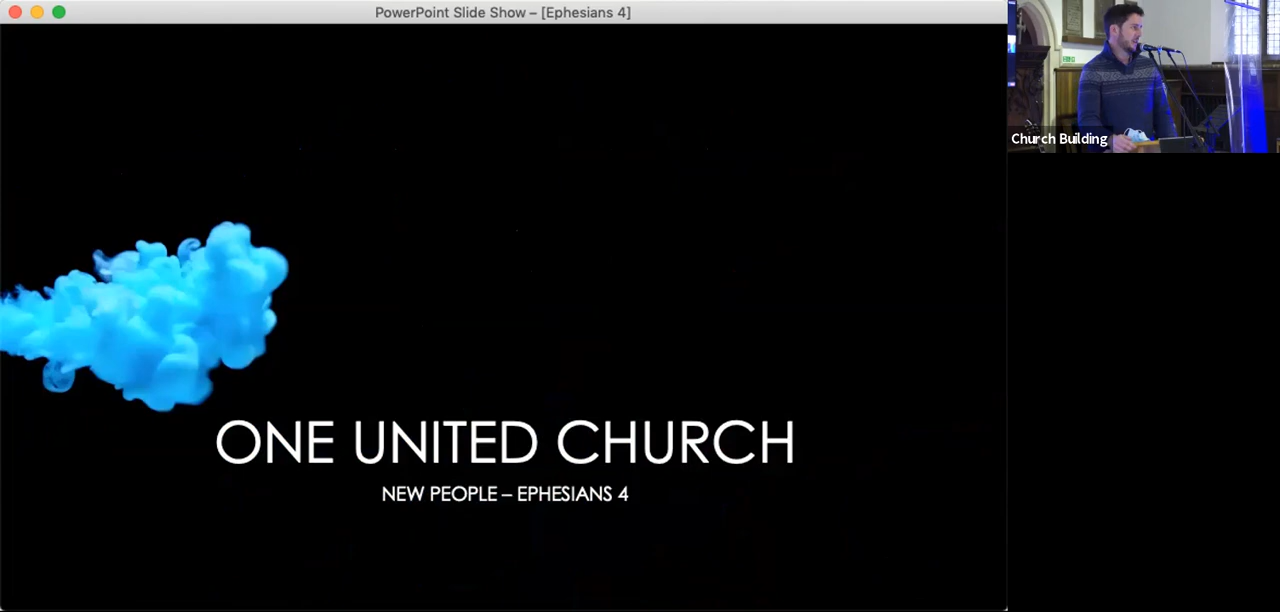 PowerPoint Slide Show – [Ephesians 4]
Church Building
ONE UNITED CHURCH
NEW PEOPLE – EPHESIANS 4